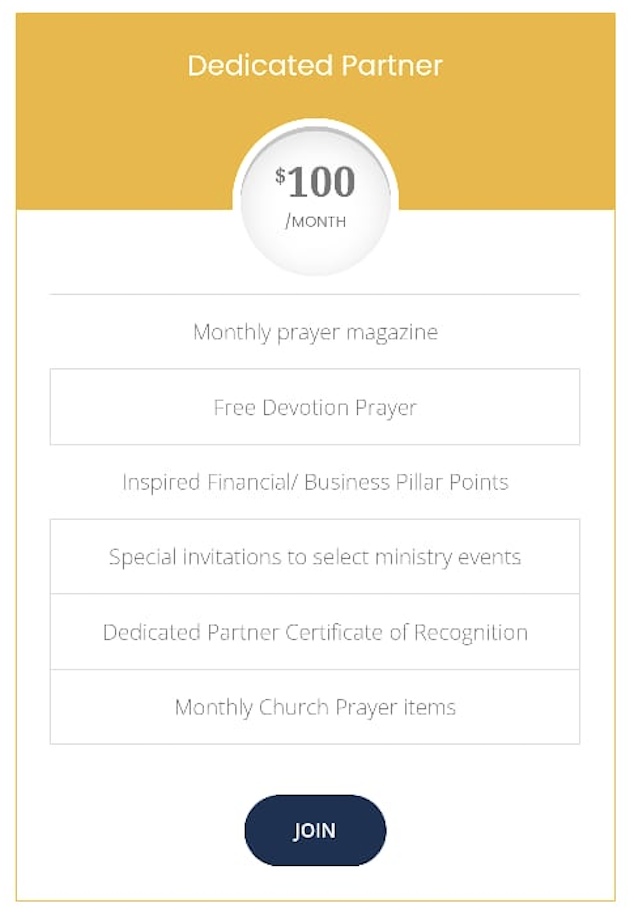 Dedicated Partner
$100
/MONTH
Monthly prayer magazine
Free Devotion Prayer
Inspired Financial/ Business Pillar Points
Special invitations to select ministry events
Dedicated Partner Certificate of Recognition
Monthly Church Prayer items
JOIN